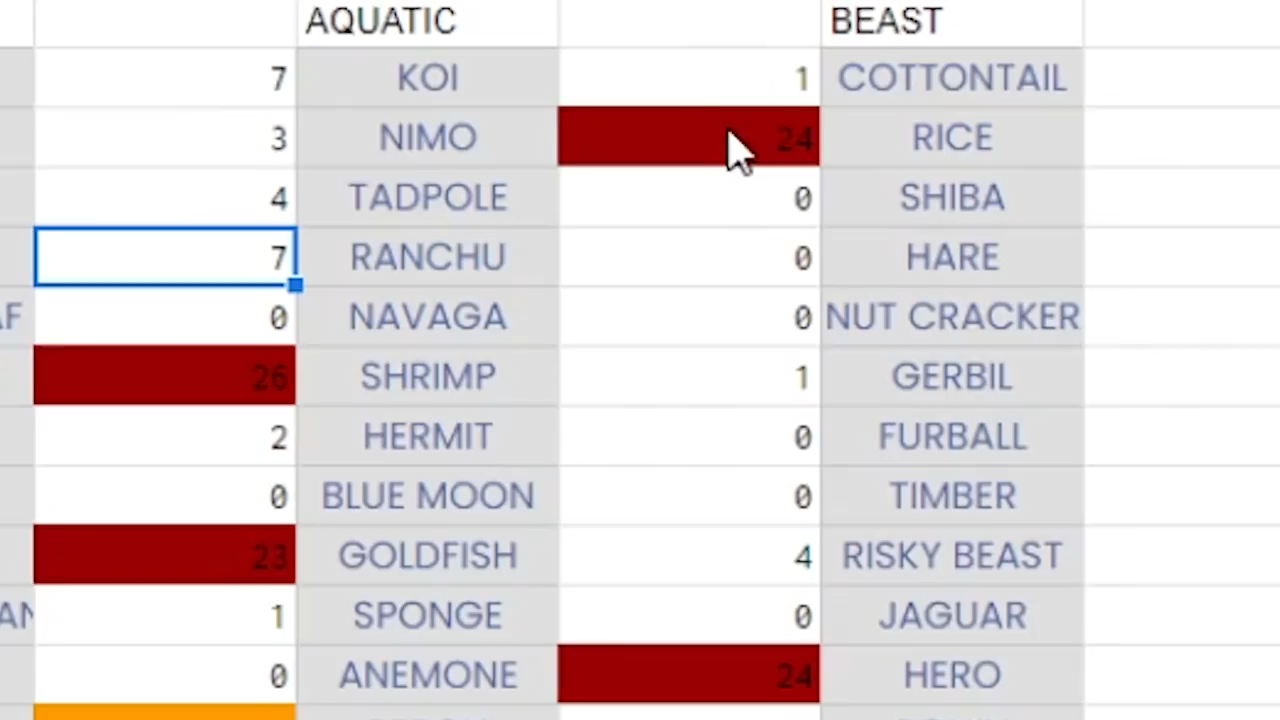 AQUATIC BEAST
7 KOI 1 COTTONTAIL
3 NIMO 24 RICE
4 TADPOLE 0 SHIBA
7 RANCHU 0 HARE
AF 0 NAVAGA 0 NUT CRACKER
26 SHRIMP 1 GERBIL
2 HERMIT 0 FURBALL
0 BLUE MOON 0 TIMBER
23 GOLDFISH 4 RISKY BEAST
AN 1 SPONGE 0 JAGUAR
0 ANEMONE 24 HERO